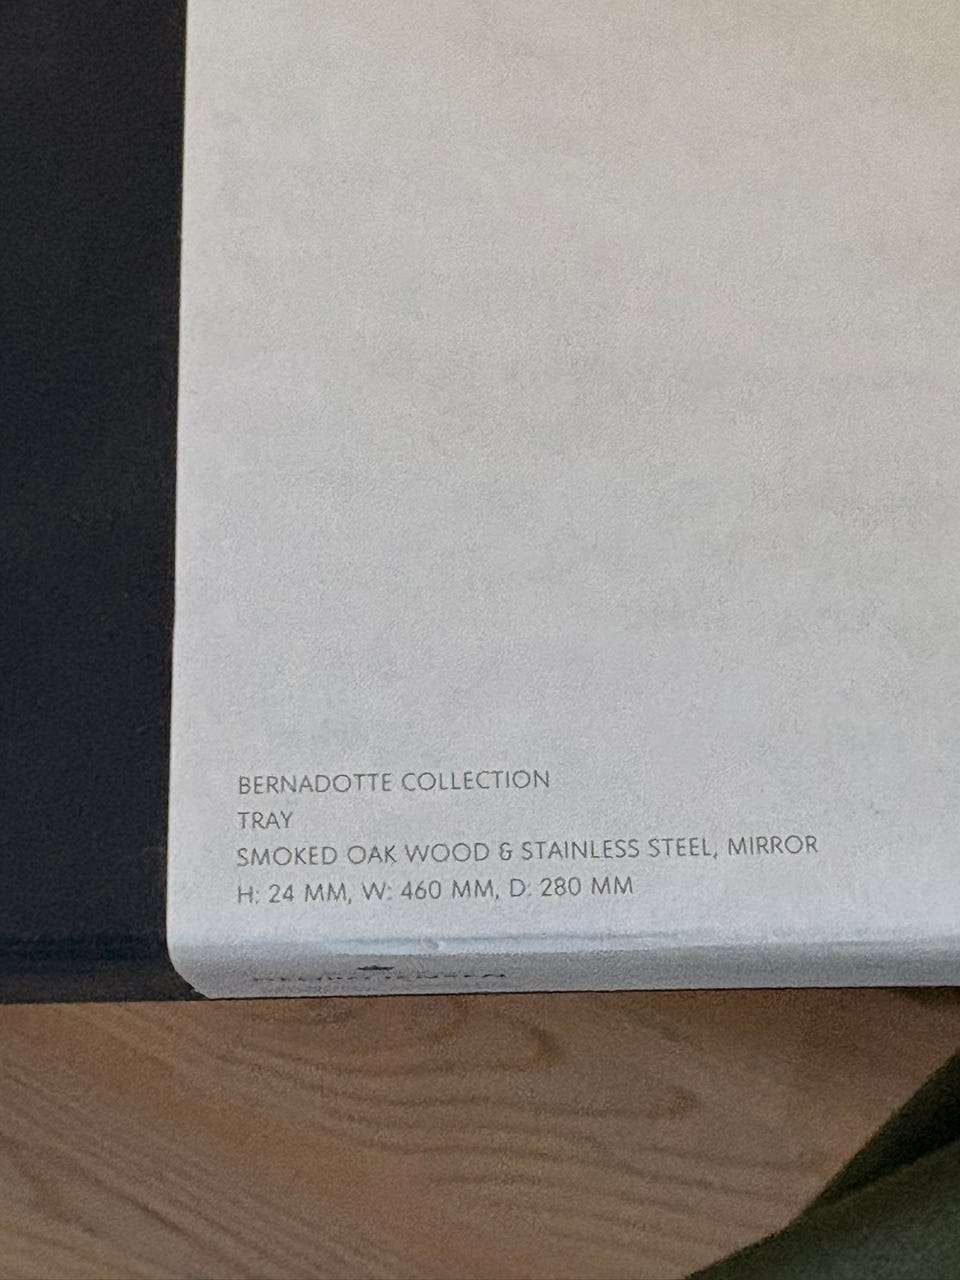 BERNADOTTE COLLECTION
TRAY
SMOKED OAK WOOD & STAINLESS STEEL, MIRROR
H: 24 MM, W: 460 MM, D: 280 MM